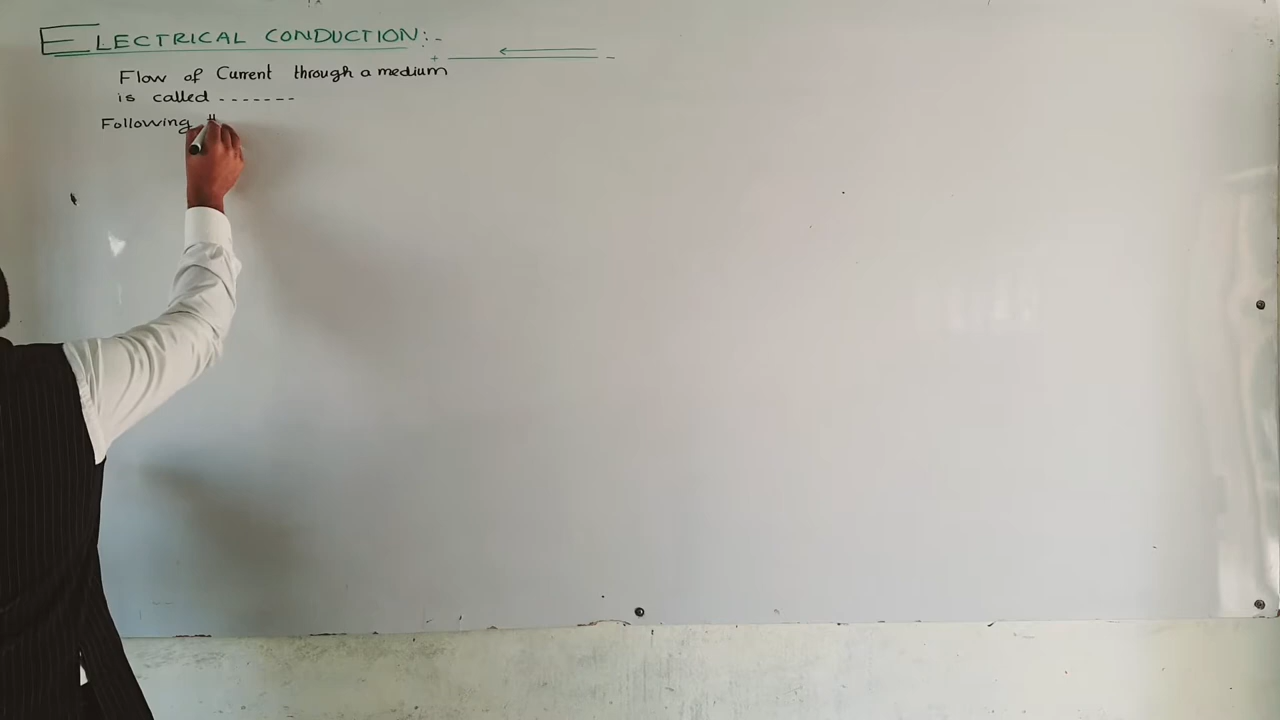 ELECTRICAL CONDUCTION:-
+ -
Flow of Current through a medium
is called -------
Following